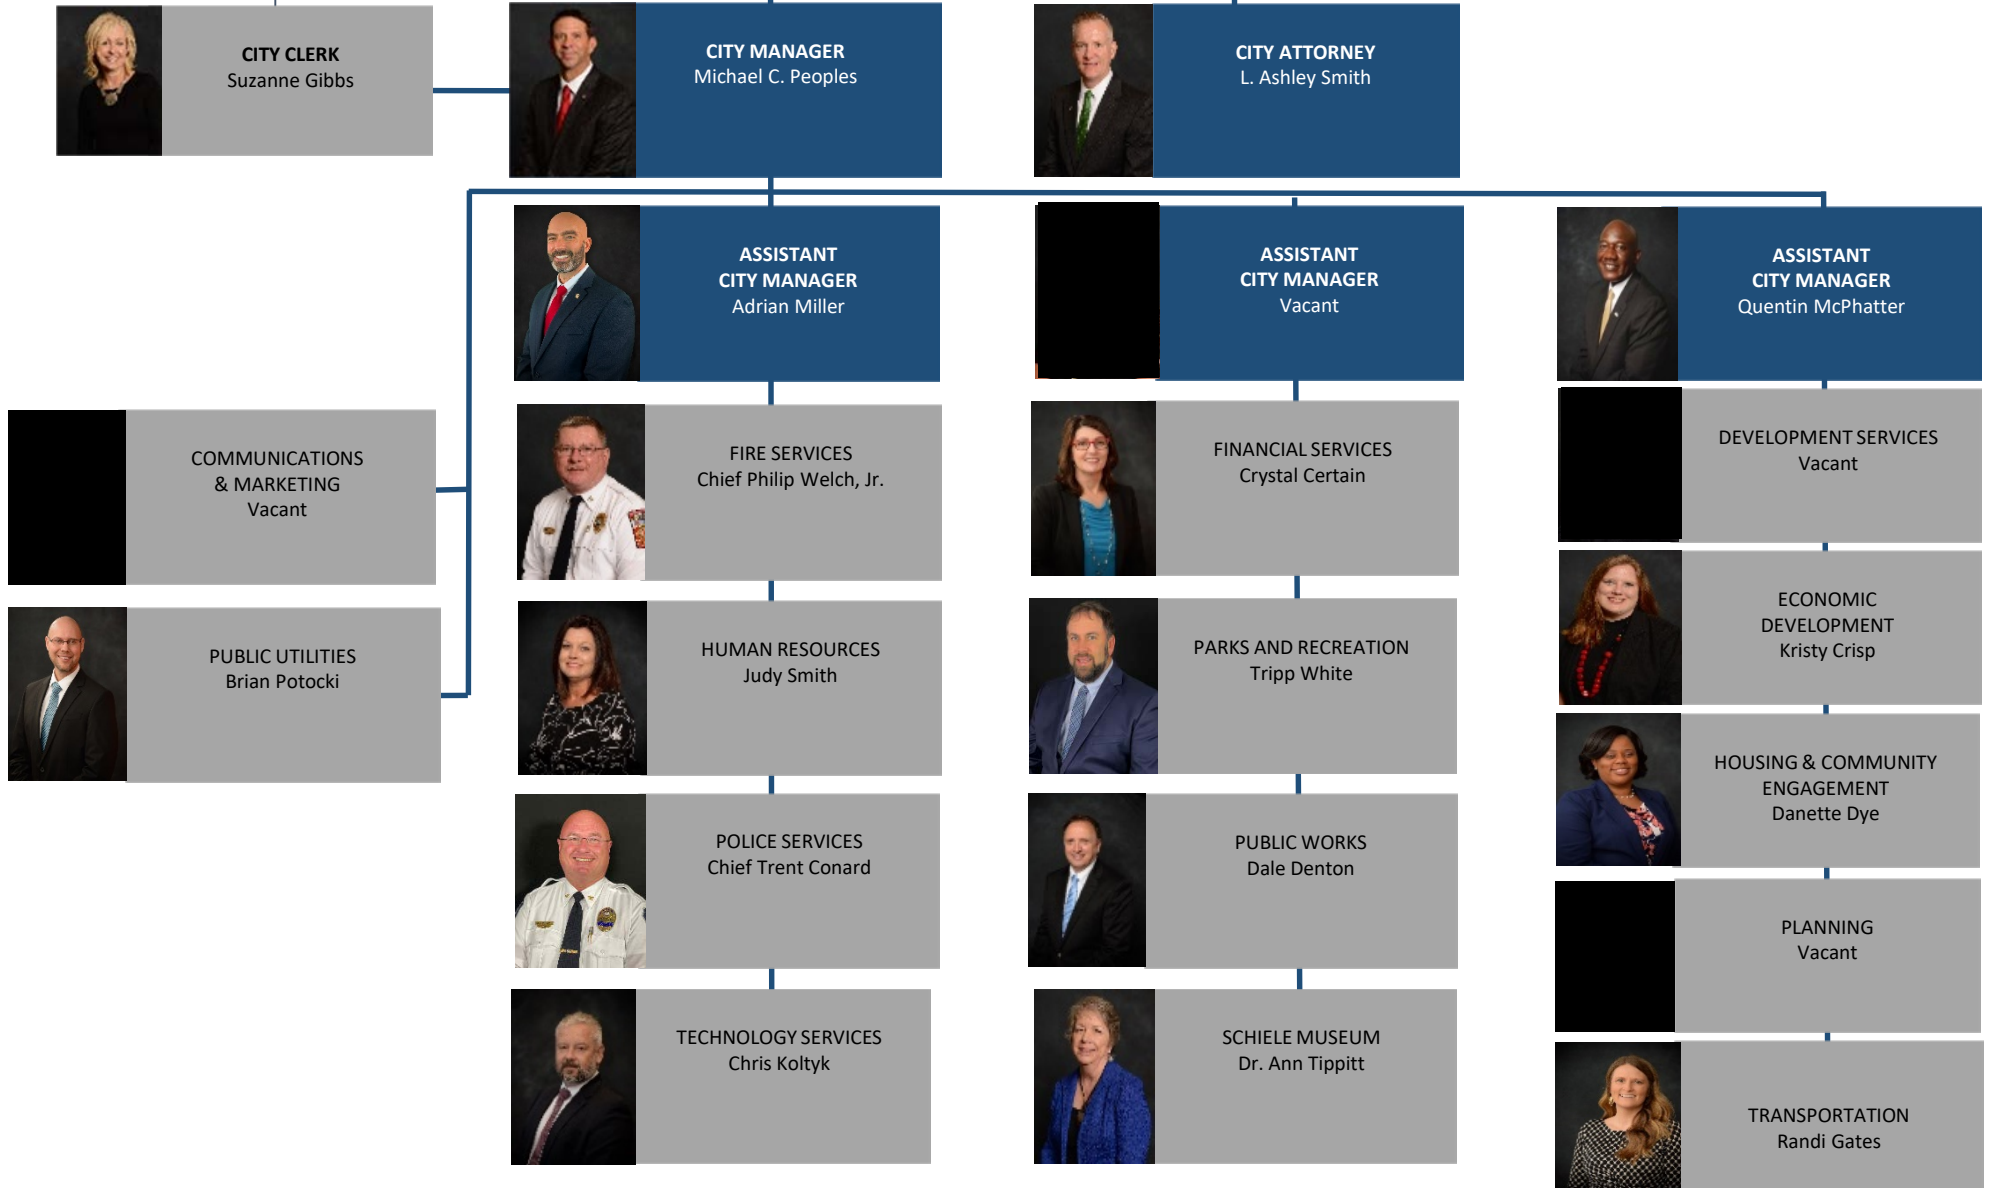 CITY CLERK
Suzanne Gibbs
CITY MANAGER
Michael C. Peoples
CITY ATTORNEY
L. Ashley Smith
ASSISTANT
CITY MANAGER
Adrian Miller
ASSISTANT
CITY MANAGER
Vacant
ASSISTANT
CITY MANAGER
Quentin McPhatter
COMMUNICATIONS
& MARKETING
Vacant
PUBLIC UTILITIES
Brian Potocki
FIRE SERVICES
Chief Philip Welch, Jr.
HUMAN RESOURCES
Judy Smith
POLICE SERVICES
Chief Trent Conard
TECHNOLOGY SERVICES
Chris Koltyk
FINANCIAL SERVICES
Crystal Certain
PARKS AND RECREATION
Tripp White
PUBLIC WORKS
Dale Denton
SCHIELE MUSEUM
Dr. Ann Tippitt
DEVELOPMENT SERVICES
Vacant
ECONOMIC
DEVELOPMENT
Kristy Crisp
HOUSING & COMMUNITY
ENGAGEMENT
Danette Dye
PLANNING
Vacant
TRANSPORTATION
Randi Gates